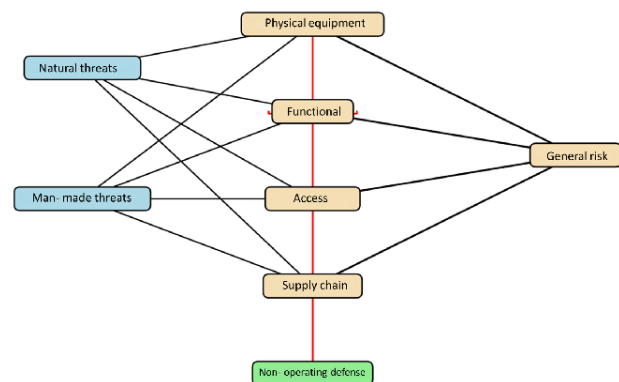 Physical equipment
Natural threats
Functional
General risk
Man- made threats
Access
Supply chain
Non- operating defense